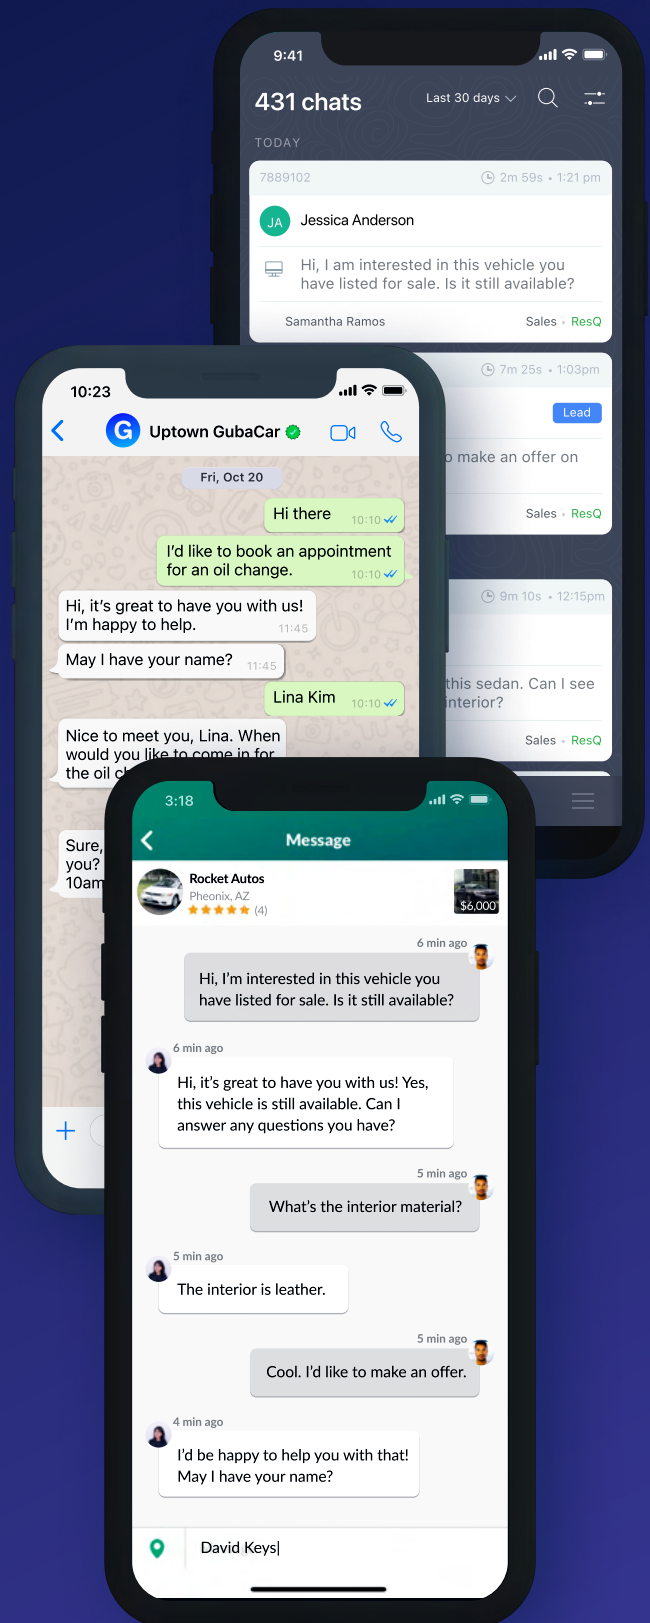 9:41
431 chats
Last 30 days
TODAY
7889102
2m 59s • 1:21 pm
JA
Jessica Anderson
Hi, I am interested in this vehicle you
have listed for sale. Is it still available?
Samantha Ramos
Sales • ResQ
7m 25s • 1:03pm
Lead
make an offer on
Sales • ResQ
9m 10s • 12:15pm
this sedan. Can I see
interior?
Sales • ResQ
10:23
G
Uptown GubaCar
Fri, Oct 20
Hi there
10:10
I'd like to book an appointment
for an oil change.
10:10
Hi, it's great to have you with us!
I'm happy to help.
11:45
May I have your name?
11:45
Lina Kim
10:10
Nice to meet you, Lina. When
would you like to come in for
the oil
Sure,
you?
10am
3:18
Message
Rocket Autos
Pheonix, AZ
(4)
$6,000
6 min ago
Hi, I'm interested in this vehicle you
have listed for sale. Is it still available?
6 min ago
Hi, it's great to have you with us! Yes,
this vehicle is still available. Can I
answer any questions you have?
5 min ago
What's the interior material?
5 min ago
The interior is leather.
5 min ago
Cool. I'd like to make an offer.
4 min ago
I'd be happy to help you with that!
May I have your name?
David Keys